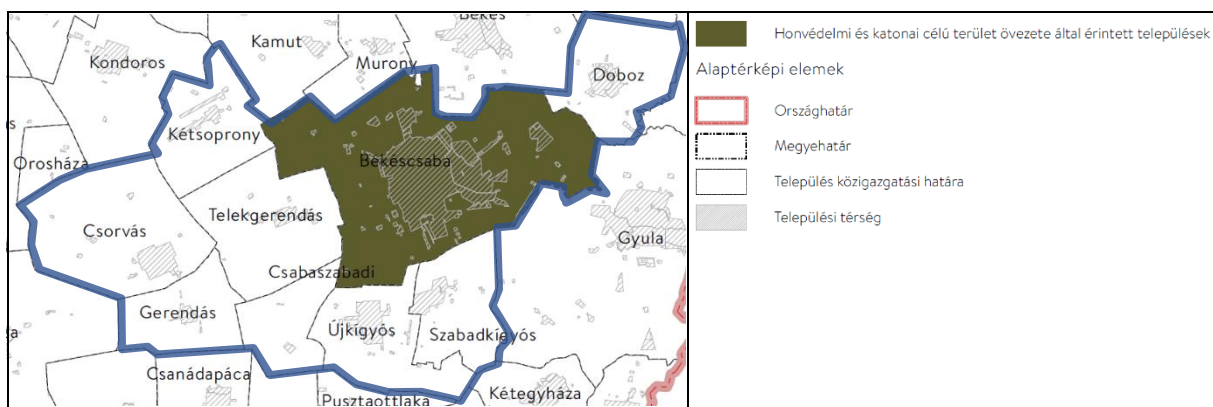 Békés
Kamut
Kondoros
Murony
Doboz
Kétsoprony
Orosháza
Békéscsaba
Telekgerendás
Csorvás
Gyula
Csabaszabadi
Gerendás
Újkígyós
Szabadkígyós
Csanádapáca
Kétegyháza
Pusztaottlaka
Honvédelmi és katonai célú terület övezete által érintett települések
Alaptérképi elemek
Országhatár
Megyehatár
Település közigazgatási határa
Települési térség